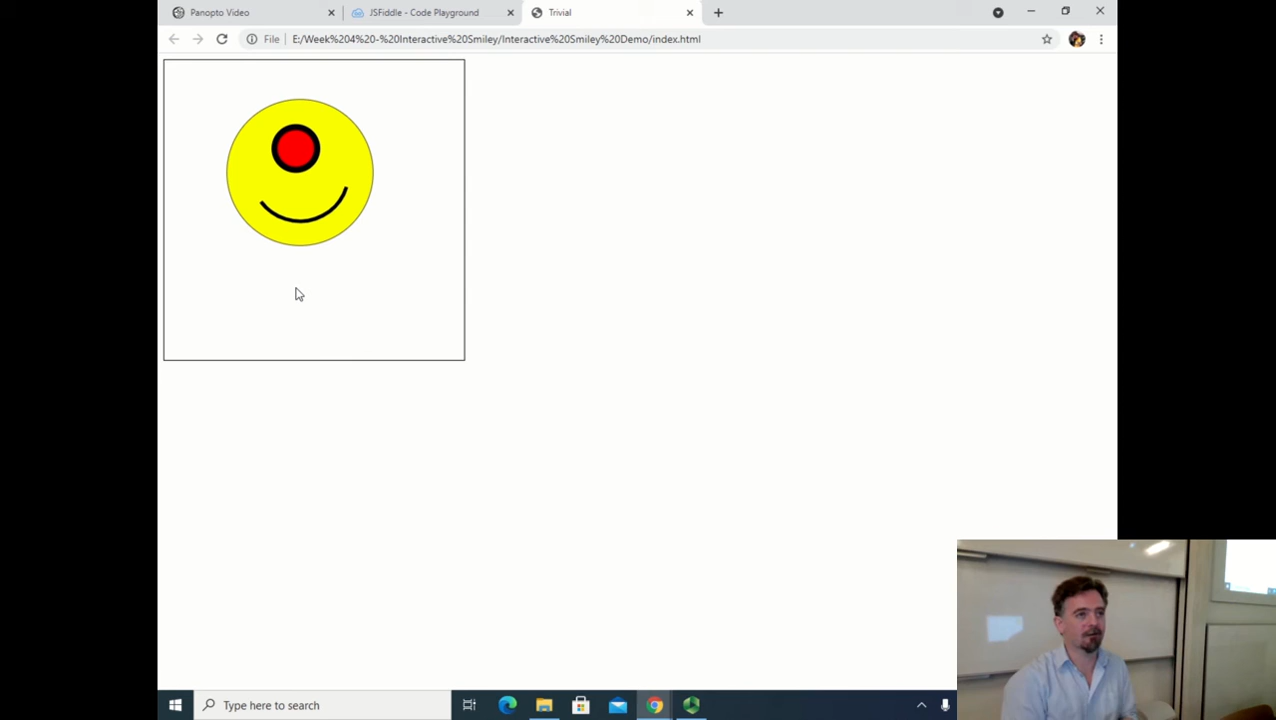 Panopto Video
JSFiddle - Code Playground
Trivial
File
E:/Week%204%20-%20Interactive%20Smiley/Interactive%20Smiley%20Demo/index.html
Type here to search